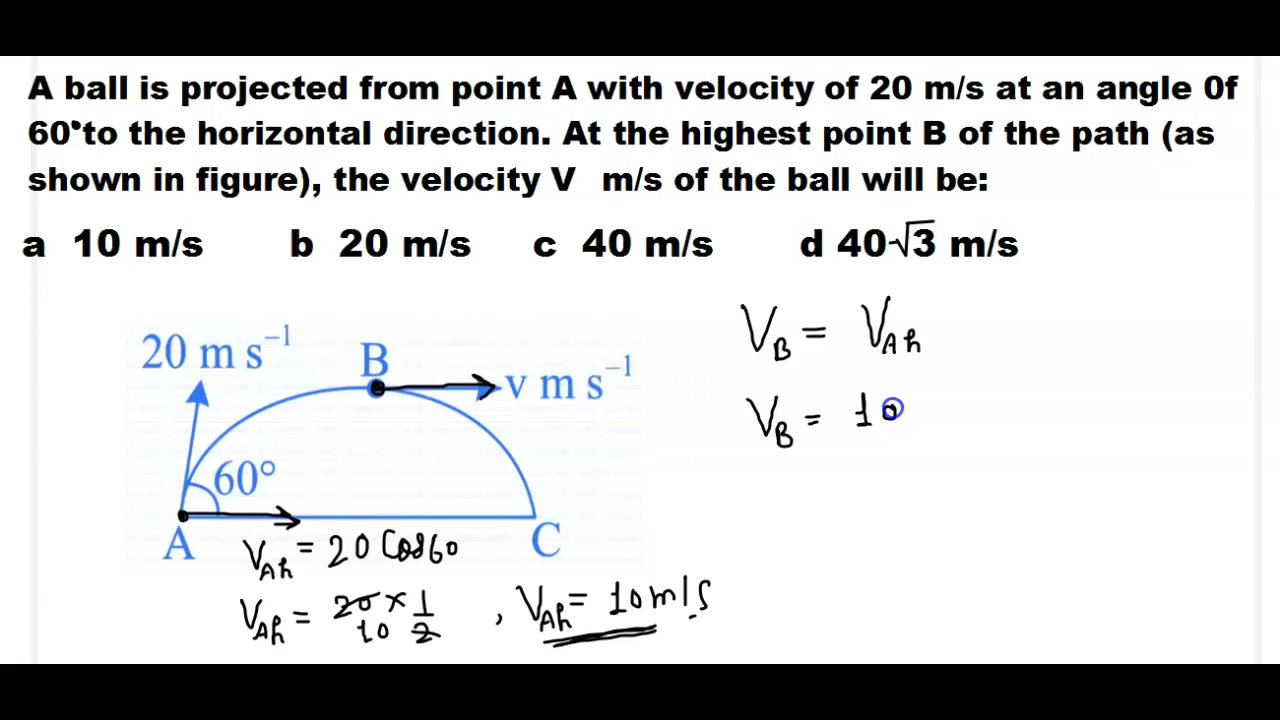 A ball is projected from point A with velocity of 20 m/s at an angle 0f
60°to the horizontal direction. At the highest point B of the path (as
shown in figure), the velocity V m/s of the ball will be:
a 10 m/s b 20 m/s c 40 m/s d 40√3 m/s
20 m s⁻¹
B
v m s⁻¹
60°
A
C
V_Ah = 20 Cos60
V_Ah = 20 x 1/2 , V_Ah = 10 m/s
10
V_B = V_Ah
V_B = 10